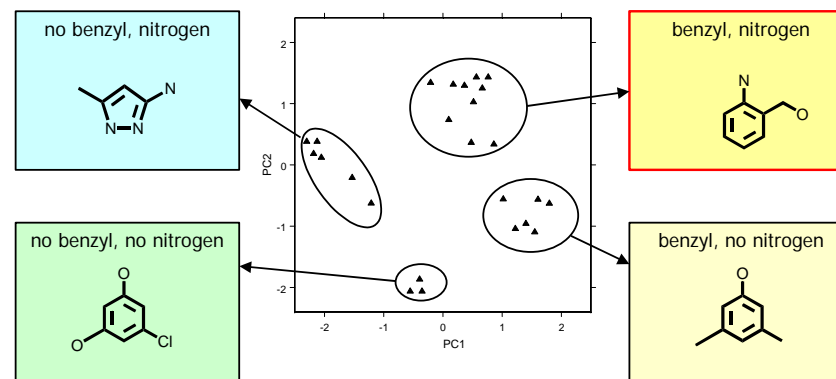 no benzyl, nitrogen
N
N
N
benzyl, nitrogen
N
O
no benzyl, no nitrogen
O
O
Cl
benzyl, no nitrogen
O
PC2
2
1
0
-1
-2
-2
-1
0
1
2
PC1